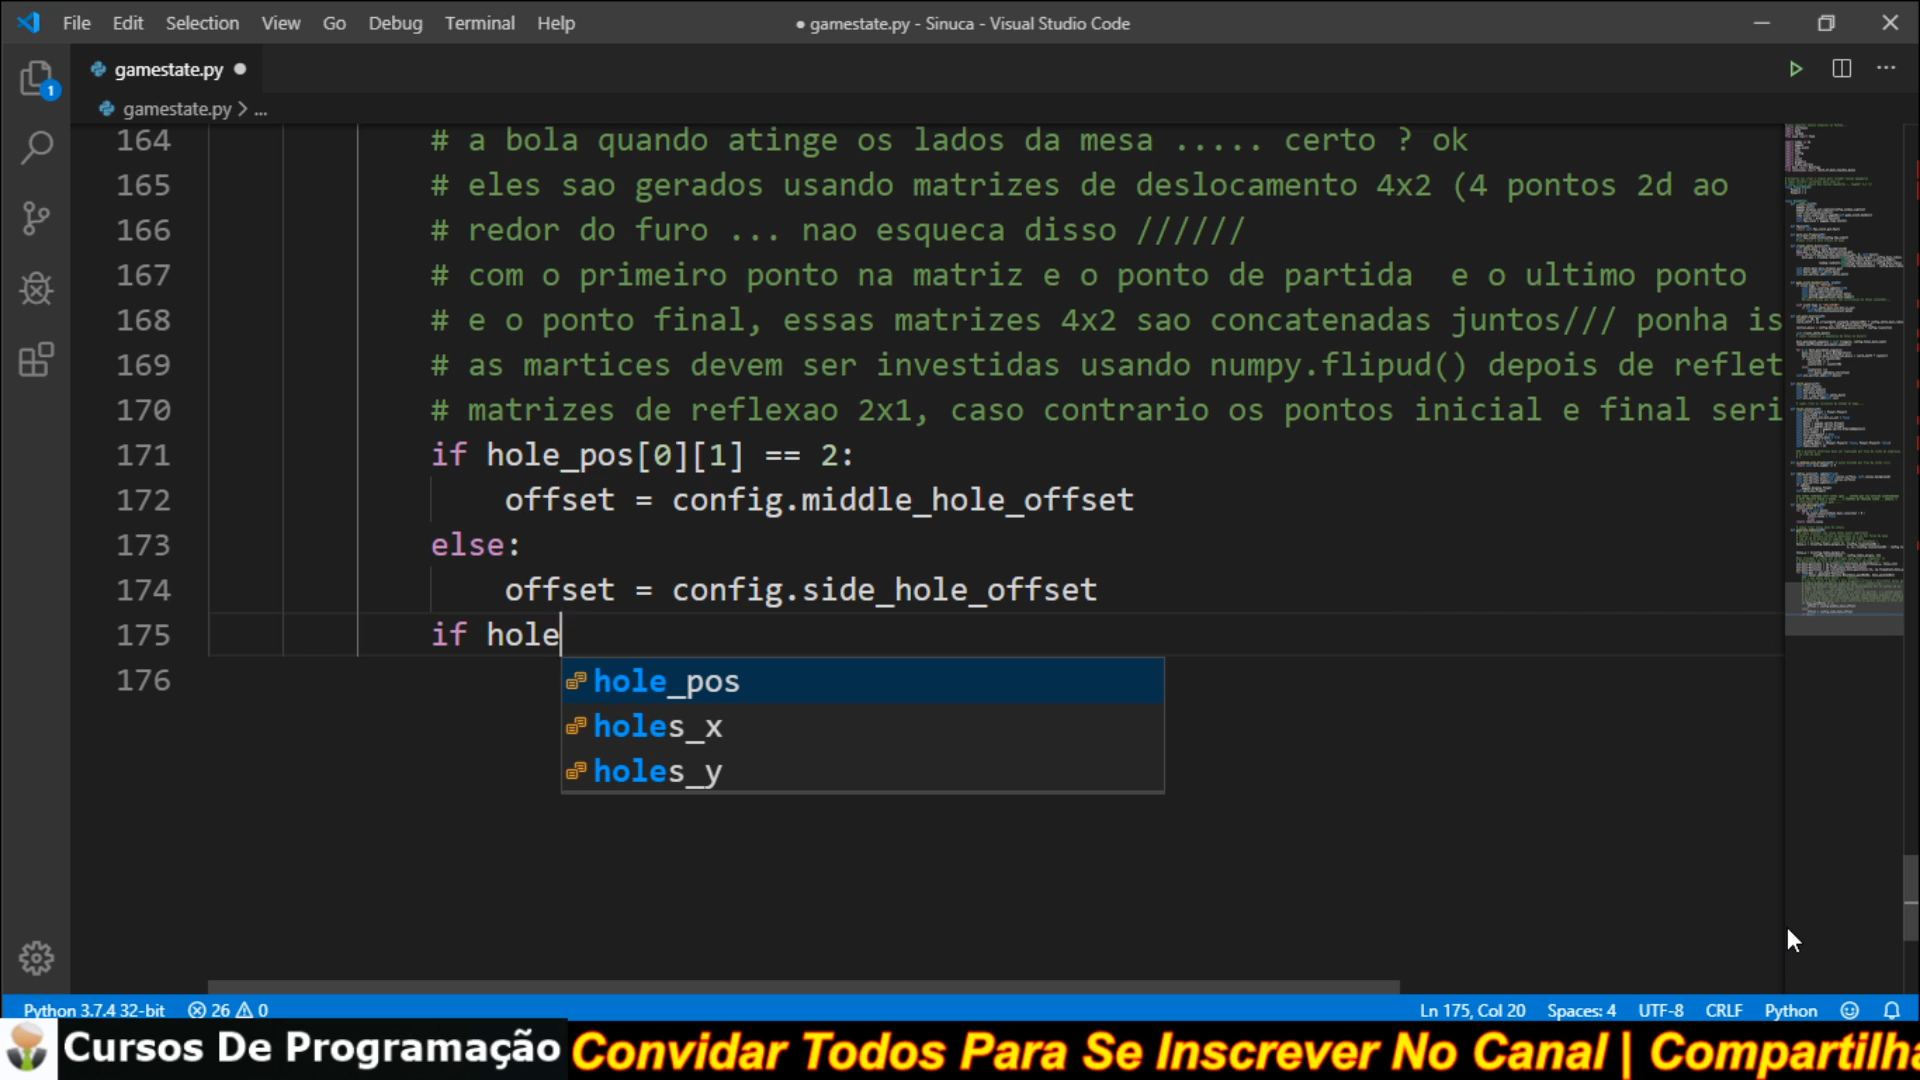 File Edit Selection View Go Debug Terminal Help ● gamestate.py - Sinuca - Visual Studio Code
gamestate.py ●
gamestate.py > ...
1
164 # a bola quando atinge os lados da mesa ..... certo ? ok
165 # eles sao gerados usando matrizes de deslocamento 4x2 (4 pontos 2d ao
166 # redor do furo ... nao esqueca disso //////
167 # com o primeiro ponto na matriz e o ponto de partida  e o ultimo ponto
168 # e o ponto final, essas matrizes 4x2 sao concatenadas juntos/// ponha is
169 # as martices devem ser investidas usando numpy.flipud() depois de reflet
170 # matrizes de reflexao 2x1, caso contrario os pontos inicial e final seri
171 if hole_pos[0][1] == 2:
172 offset = config.middle_hole_offset
173 else:
174 offset = config.side_hole_offset
175 if hole
176
hole_pos
holes_x
holes_y
Python 3.7.4 32-bit 26 0 Ln 175, Col 20 Spaces: 4 UTF-8 CRLF Python
Cursos De Programação Convidar Todos Para Se Inscrever No Canal | Compartilha